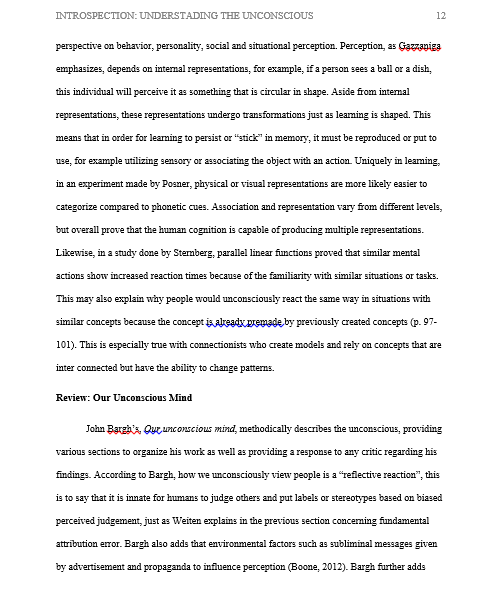 INTROSPECTION: UNDERSTADING THE UNCONSCIOUS 12
perspective on behavior, personality, social and situational perception. Perception, as Gazzaniga
emphasizes, depends on internal representations, for example, if a person sees a ball or a dish,
this individual will perceive it as something that is circular in shape. Aside from internal
representations, these representations undergo transformations just as learning is shaped. This
means that in order for learning to persist or “stick” in memory, it must be reproduced or put to
use, for example utilizing sensory or associating the object with an action. Uniquely in learning,
in an experiment made by Posner, physical or visual representations are more likely easier to
categorize compared to phonetic cues. Association and representation vary from different levels,
but overall prove that the human cognition is capable of producing multiple representations.
Likewise, in a study done by Sternberg, parallel linear functions proved that similar mental
actions show increased reaction times because of the familiarity with similar situations or tasks.
This may also explain why people would unconsciously react the same way in situations with
similar concepts because the concept is already premade by previously created concepts (p. 97-
101). This is especially true with connectionists who create models and rely on concepts that are
inter connected but have the ability to change patterns.
Review: Our Unconscious Mind
John Bargh’s, Our unconscious mind, methodically describes the unconscious, providing
various sections to organize his work as well as providing a response to any critic regarding his
findings. According to Bargh, how we unconsciously view people is a “reflective reaction”, this
is to say that it is innate for humans to judge others and put labels or stereotypes based on biased
perceived judgement, just as Weiten explains in the previous section concerning fundamental
attribution error. Bargh also adds that environmental factors such as subliminal messages given
by advertisement and propaganda to influence perception (Boone, 2012). Bargh further adds